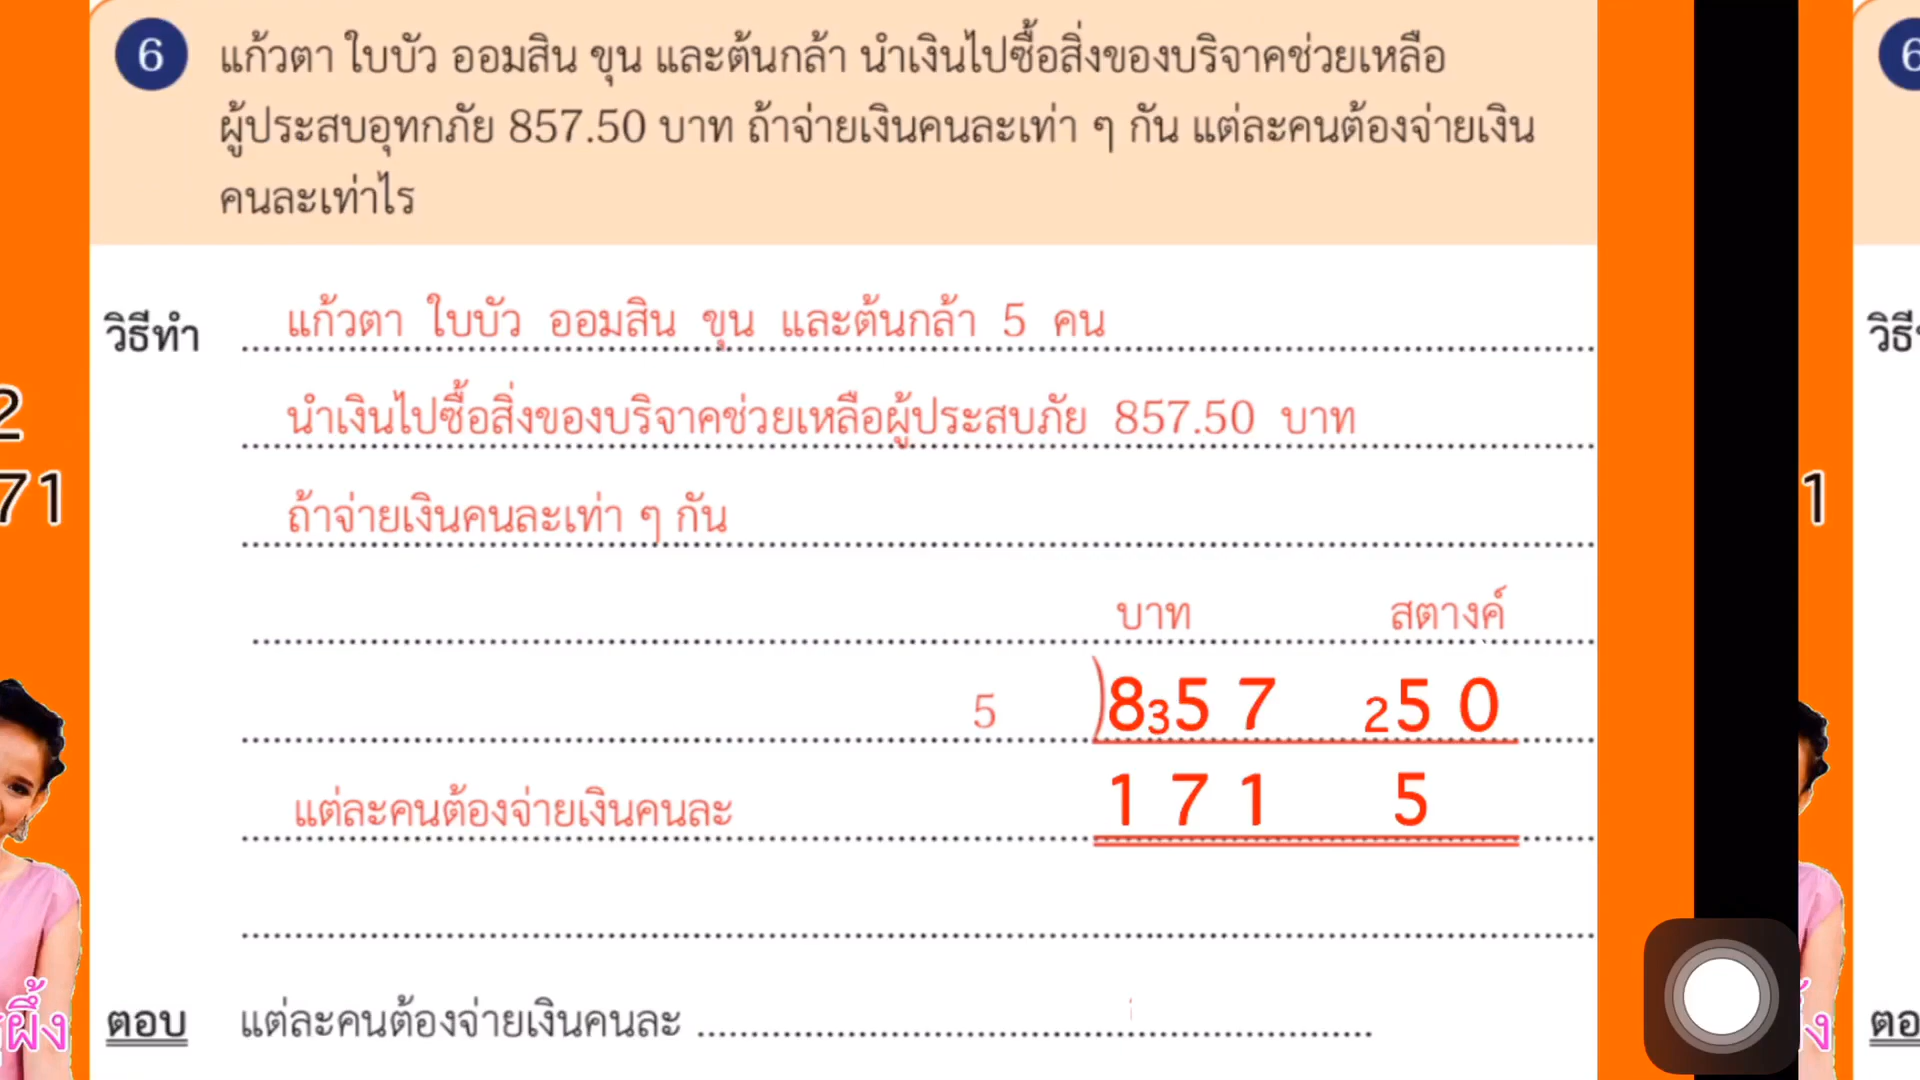 6 แก้วตา ใบบัว ออมสิน ขุน และต้นกล้า นำเงินไปซื้อสิ่งของบริจาคช่วยเหลือ
ผู้ประสบอุทกภัย 857.50 บาท ถ้าจ่ายเงินคนละเท่า ๆ กัน แต่ละคนต้องจ่ายเงิน
คนละเท่าไร
วิธีทำ แก้วตา ใบบัว ออมสิน ขุน และต้นกล้า 5 คน
นำเงินไปซื้อสิ่งของบริจาคช่วยเหลือผู้ประสบภัย 857.50 บาท
ถ้าจ่ายเงินคนละเท่า ๆ กัน
บาท สตางค์
5 )8357 250
แต่ละคนต้องจ่ายเงินคนละ 171 5
ตอบ แต่ละคนต้องจ่ายเงินคนละ
2
71
ผึ้ง
6
วิธี
1
ง
ตอ